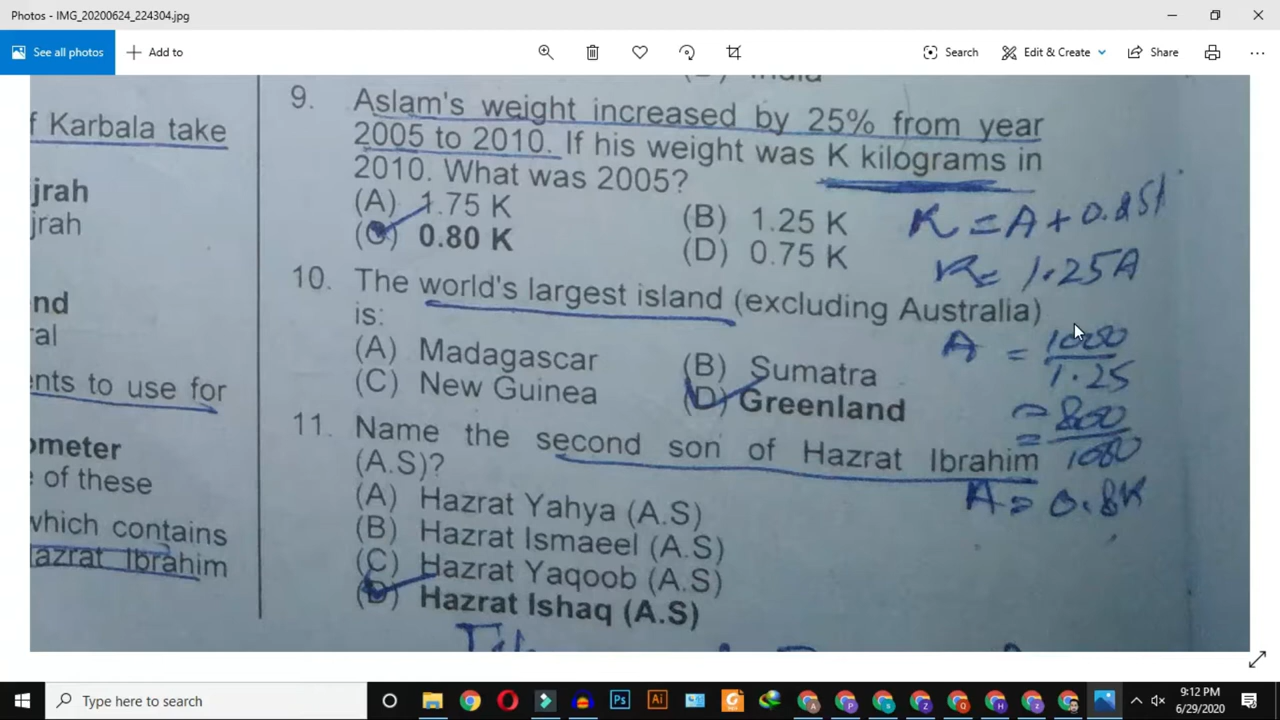 Photos - IMG_20200624_224304.jpg
See all photos
Add to
Search
Edit & Create
Share
f Karbala take
jrah
jrah
nd
ral
ents to use for
ometer
of these
which contains
Hazrat Ibrahim
9. Aslam's weight increased by 25% from year
2005 to 2010. If his weight was K kilograms in
2010. What was 2005?
(A) 1.75 K
(B) 1.25 K
(C) 0.80 K
(D) 0.75 K
10. The world's largest island (excluding Australia)
is:
(A) Madagascar
(B) Sumatra
(C) New Guinea
(D) Greenland
11. Name the second son of Hazrat Ibrahim
(A.S)?
(A) Hazrat Yahya (A.S)
(B) Hazrat Ismaeel (A.S)
(C) Hazrat Yaqoob (A.S)
(D) Hazrat Ishaq (A.S)
K = A + 0.25A
K = 1.25A
A = 1000
1.25
= 800
= 1000
A = 0.8K
Type here to search
9:12 PM
6/29/2020